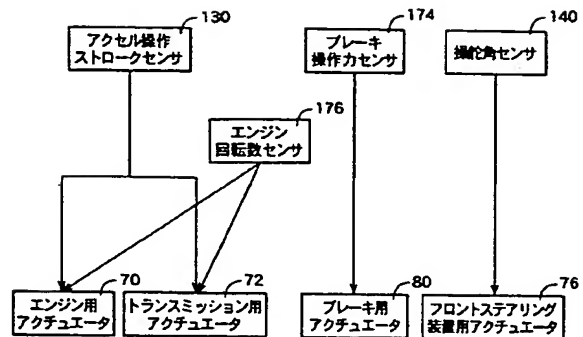 130
アクセル操作
ストロークセンサ
174
ブレーキ
操作力センサ
140
操舵角センサ
176
エンジン
回転数センサ
70
エンジン用
アクチュエータ
72
トランスミッション用
アクチュエータ
80
ブレーキ用
アクチュエータ
76
フロントステアリング
装置用アクチュエータ